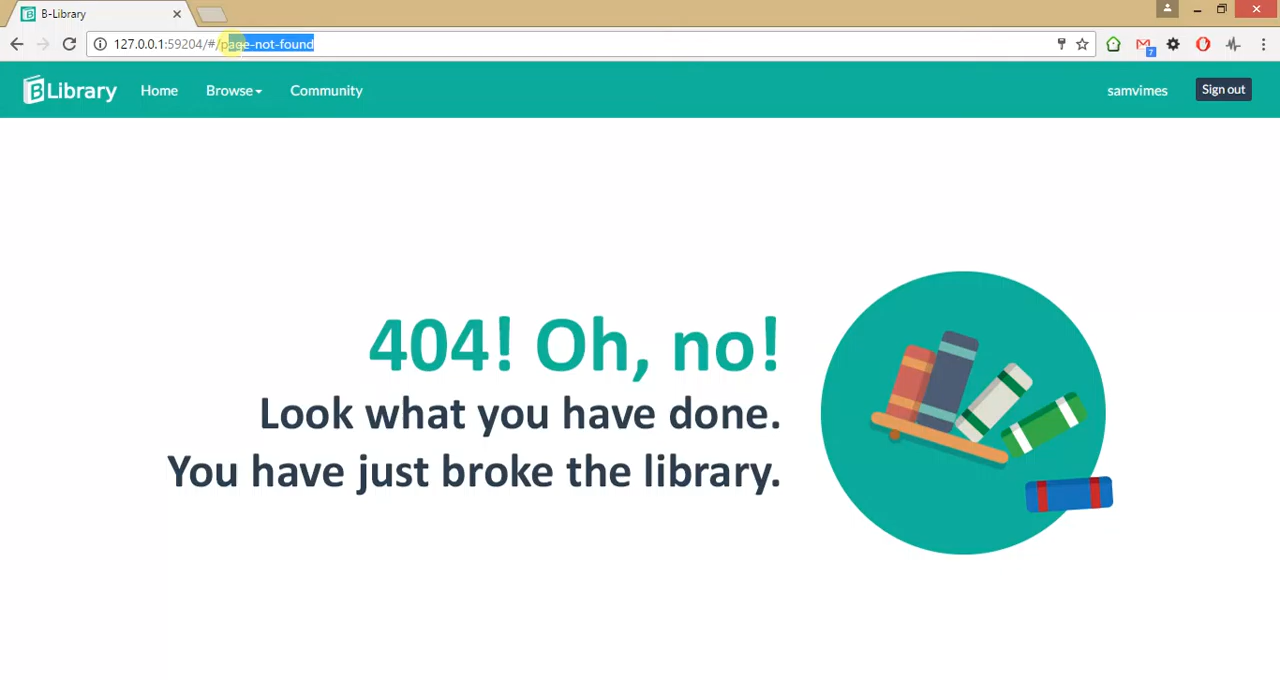 B-Library
127.0.0.1:59204/#/page-not-found
7
B Library Home Browse Community samvimes Sign out
404! Oh, no!
Look what you have done.
You have just broke the library.